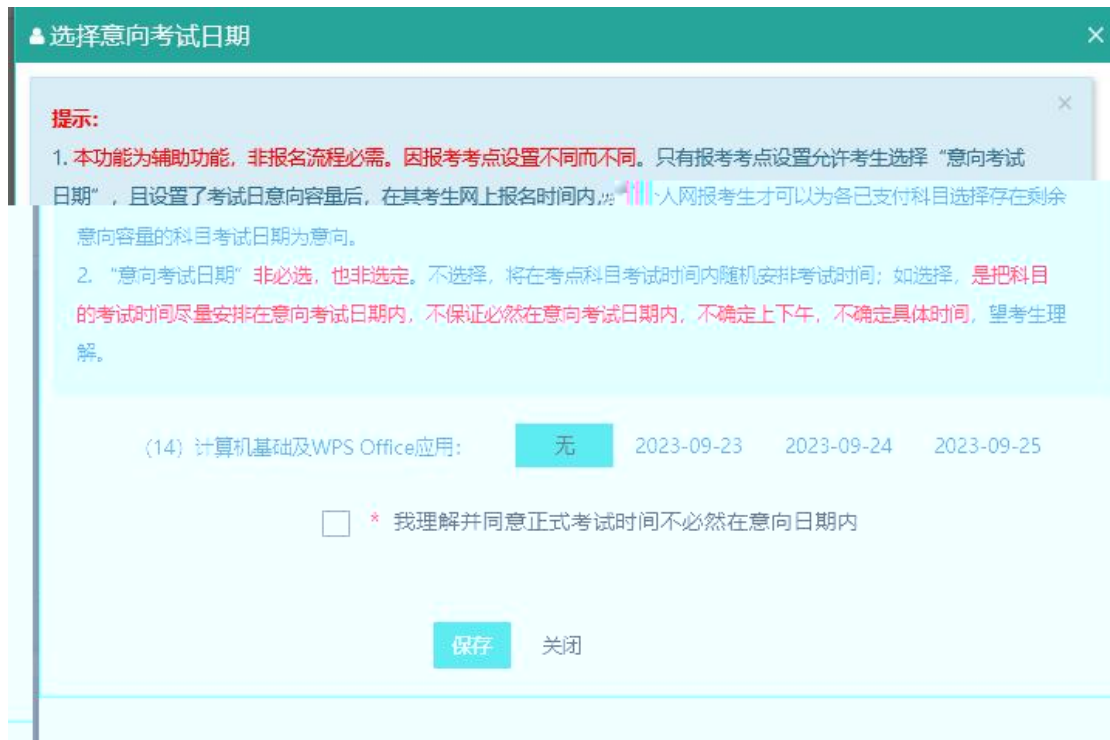 选择意向考试日期
提示:
1. 本功能为辅助功能，非报名流程必需。因报考考点设置不同而不同。只有报考考点设置允许考生选择“意向考试
日期”，且设置了考试日意向容量后，在其考生网上报名时间内， 人网报考生才可以为各已支付科目选择存在剩余
意向容量的科目考试日期为意向。
2. “意向考试日期”非必选，也非选定。不选择，将在考点科目考试时间内随机安排考试时间；如选择，是把科目
的考试时间尽量安排在意向考试日期内，不保证必然在意向考试日期内，不确定上下午，不确定具体时间，望考生理
解。
（14）计算机基础及WPS Office应用： 无 2023-09-23 2023-09-24 2023-09-25
* 我理解并同意正式考试时间不必然在意向日期内
保存 关闭